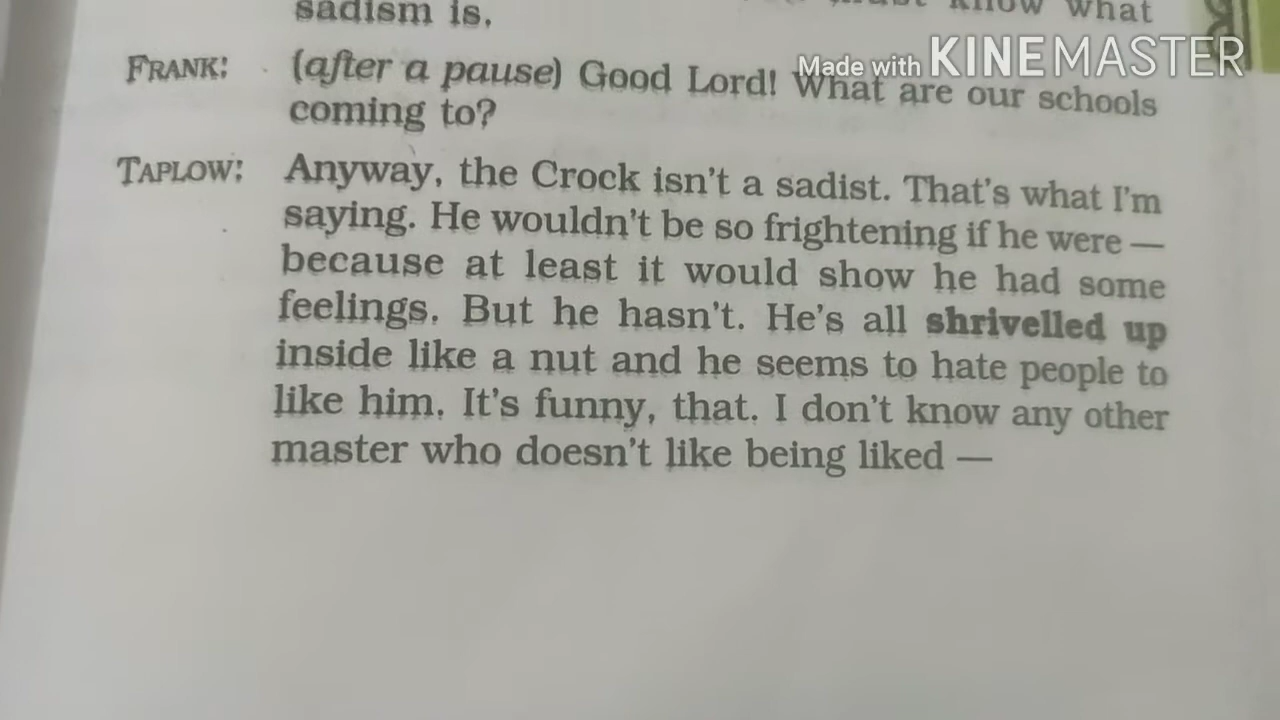 know what
sadism is.
Made with KINEMASTER
FRANK: (after a pause) Good Lord! What are our schools
coming to?
TAPLOW: Anyway, the Crock isn't a sadist. That's what I'm
saying. He wouldn't be so frightening if he were —
because at least it would show he had some
feelings. But he hasn't. He's all shrivelled up
inside like a nut and he seems to hate people to
like him. It's funny, that. I don't know any other
master who doesn't like being liked —